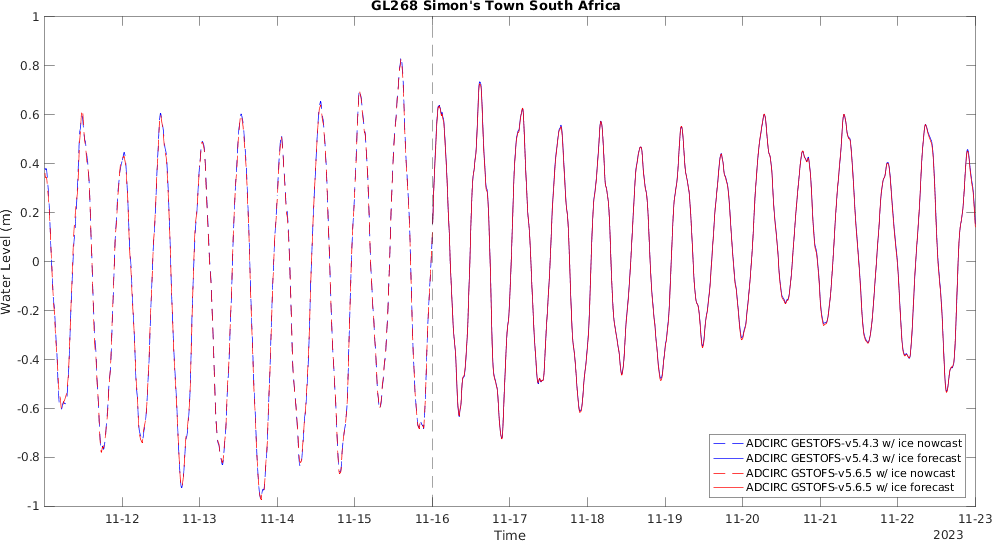 GL268 Simon's Town South Africa
Water Level (m)
1
0.8
0.6
0.4
0.2
0
-0.2
-0.4
-0.6
-0.8
-1
ADCIRC GESTOFS-v5.4.3 w/ ice nowcast
ADCIRC GESTOFS-v5.4.3 w/ ice forecast
ADCIRC GSTOFS-v5.6.5 w/ ice nowcast
ADCIRC GSTOFS-v5.6.5 w/ ice forecast
11-12 11-13 11-14 11-15 11-16 11-17 11-18 11-19 11-20 11-21 11-22 11-23
Time
2023